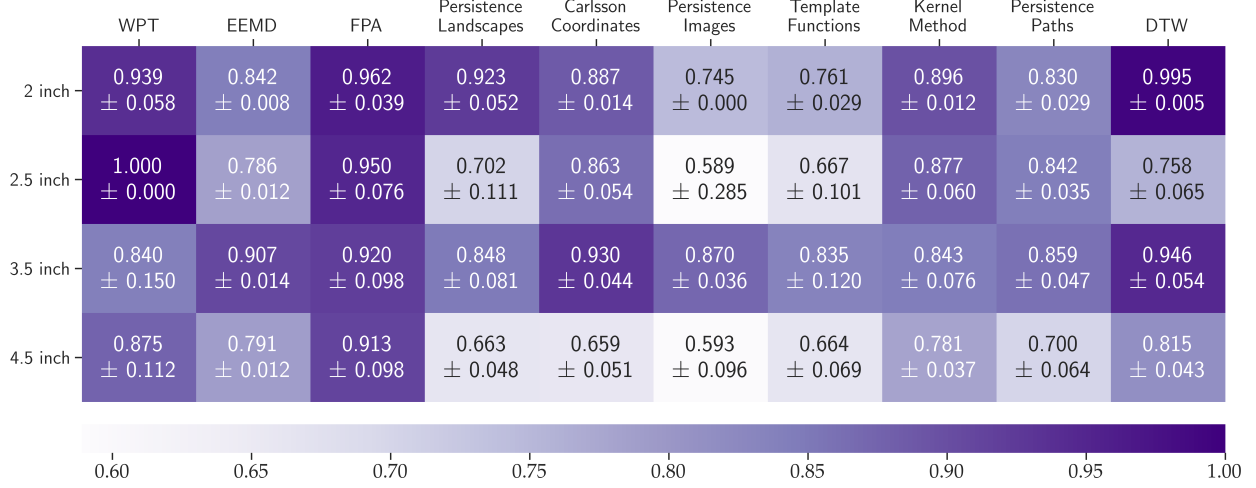 WPT EEMD FPA Persistence Landscapes Carlsson Coordinates Persistence Images Template Functions Kernel Method Persistence Paths DTW
2 inch 0.939 ± 0.058 0.842 ± 0.008 0.962 ± 0.039 0.923 ± 0.052 0.887 ± 0.014 0.745 ± 0.000 0.761 ± 0.029 0.896 ± 0.012 0.830 ± 0.029 0.995 ± 0.005
2.5 inch 1.000 ± 0.000 0.786 ± 0.012 0.950 ± 0.076 0.702 ± 0.111 0.863 ± 0.054 0.589 ± 0.285 0.667 ± 0.101 0.877 ± 0.060 0.842 ± 0.035 0.758 ± 0.065
3.5 inch 0.840 ± 0.150 0.907 ± 0.014 0.920 ± 0.098 0.848 ± 0.081 0.930 ± 0.044 0.870 ± 0.036 0.835 ± 0.120 0.843 ± 0.076 0.859 ± 0.047 0.946 ± 0.054
4.5 inch 0.875 ± 0.112 0.791 ± 0.012 0.913 ± 0.098 0.663 ± 0.048 0.659 ± 0.051 0.593 ± 0.096 0.664 ± 0.069 0.781 ± 0.037 0.700 ± 0.064 0.815 ± 0.043
0.60 0.65 0.70 0.75 0.80 0.85 0.90 0.95 1.00